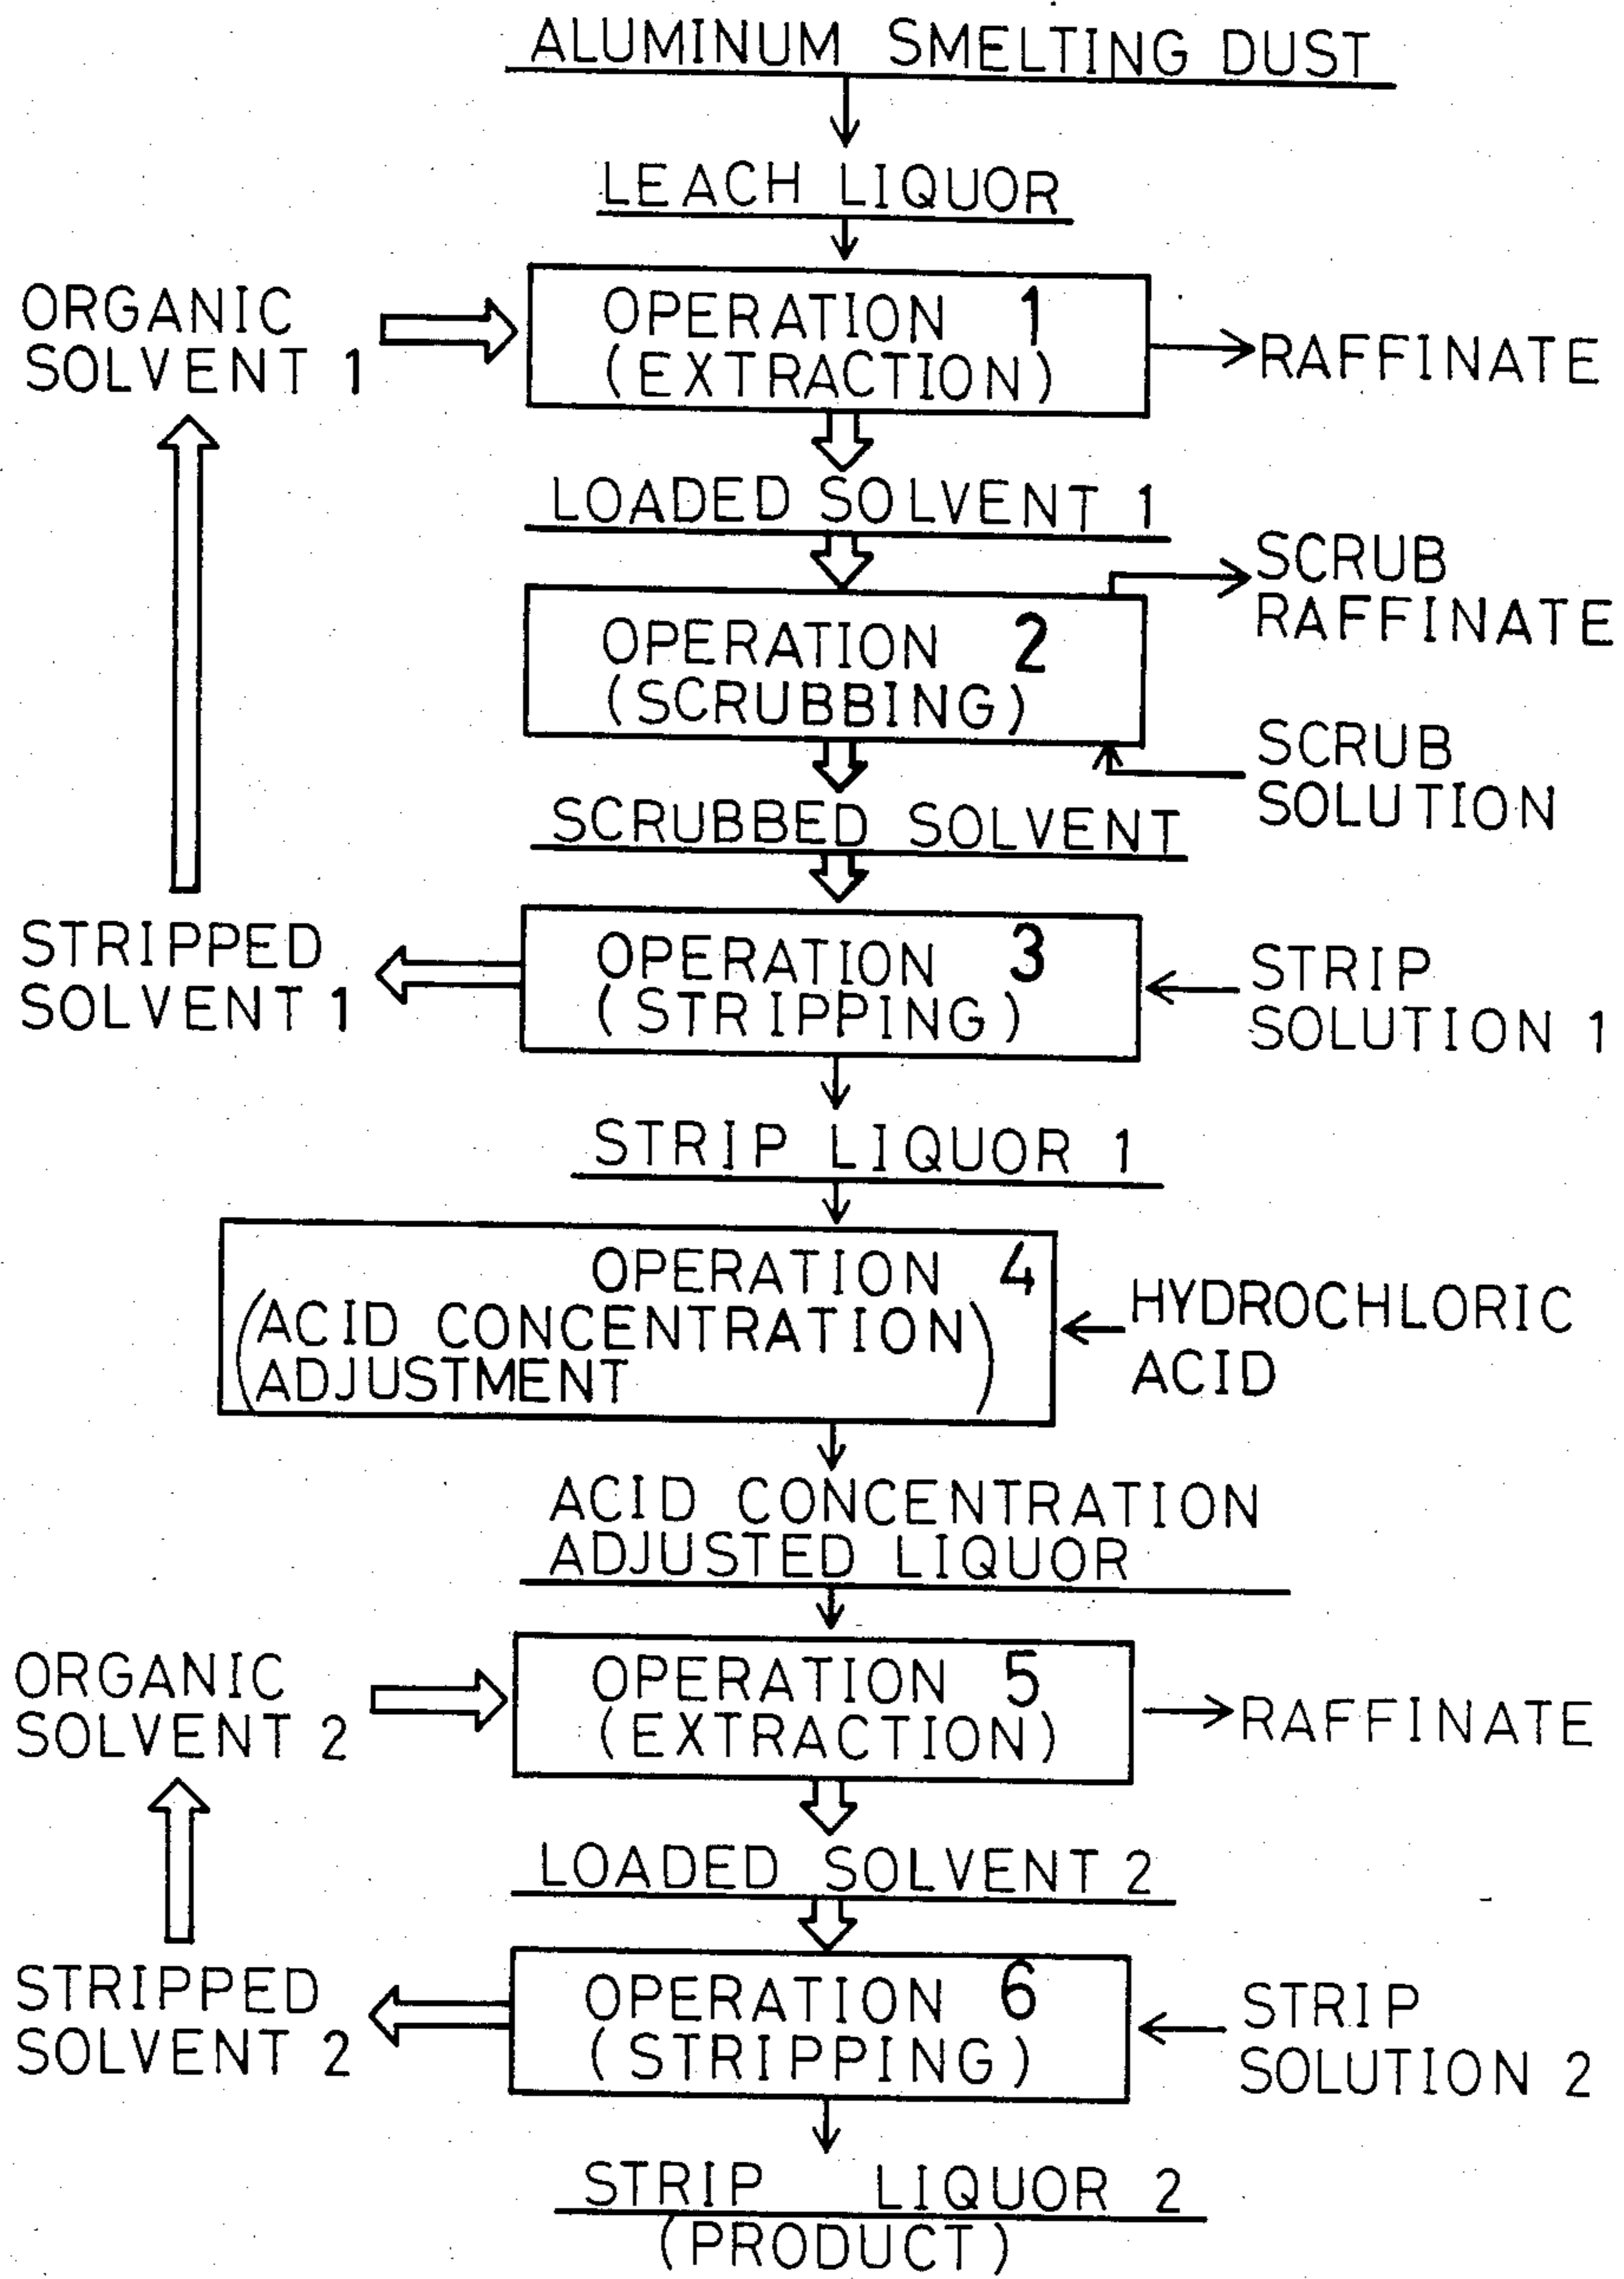 ALUMINUM SMELTING DUST
LEACH LIQUOR
ORGANIC
SOLVENT 1
OPERATION 1
(EXTRACTION)
RAFFINATE
LOADED SOLVENT 1
SCRUB
RAFFINATE
OPERATION 2
(SCRUBBING)
SCRUB
SOLUTION
SCRUBBED SOLVENT
STRIPPED
SOLVENT 1
OPERATION 3
(STRIPPING)
STRIP
SOLUTION 1
STRIP LIQUOR 1
OPERATION 4
(ACID CONCENTRATION
ADJUSTMENT)
HYDROCHLORIC
ACID
ACID CONCENTRATION
ADJUSTED LIQUOR
ORGANIC
SOLVENT 2
OPERATION 5
(EXTRACTION)
RAFFINATE
LOADED SOLVENT 2
STRIPPED
SOLVENT 2
OPERATION 6
(STRIPPING)
STRIP
SOLUTION 2
STRIP LIQUOR 2
(PRODUCT)